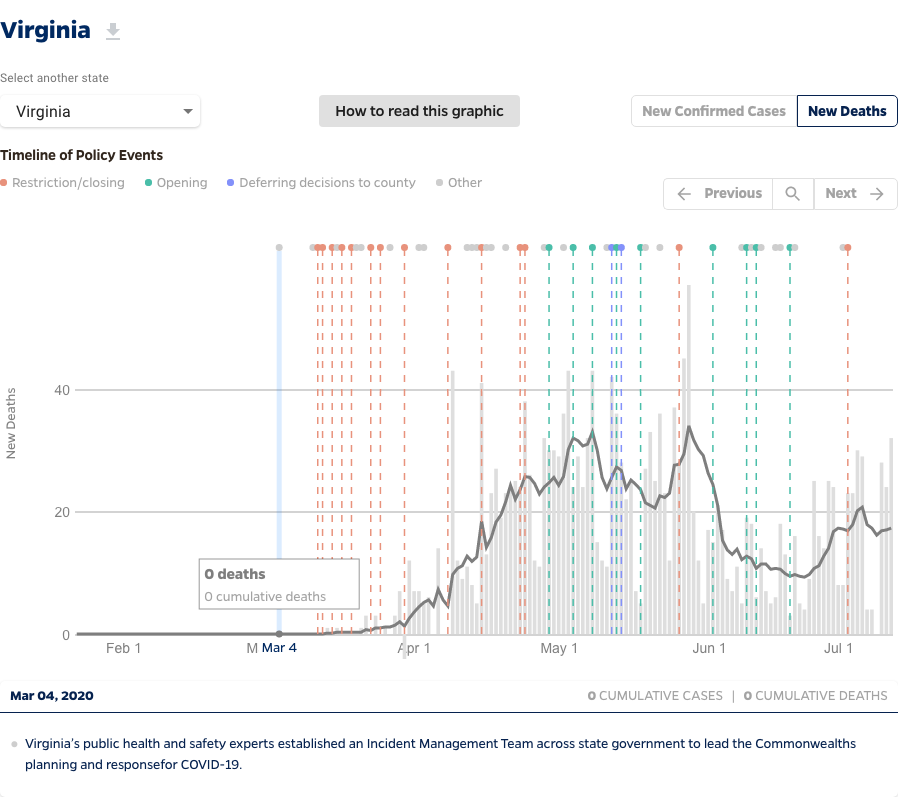 Virginia
Select another state
Virginia
How to read this graphic
New Confirmed Cases
New Deaths
Timeline of Policy Events
Restriction/closing
Opening
Deferring decisions to county
Other
Previous
Next
New Deaths
40
20
0 deaths
0 cumulative deaths
0
Feb 1
M
Mar 4
Apr 1
May 1
Jun 1
Jul 1
Mar 04, 2020
0 CUMULATIVE CASES | 0 CUMULATIVE DEATHS
Virginia's public health and safety experts established an Incident Management Team across state government to lead the Commonwealths
planning and responsefor COVID-19.